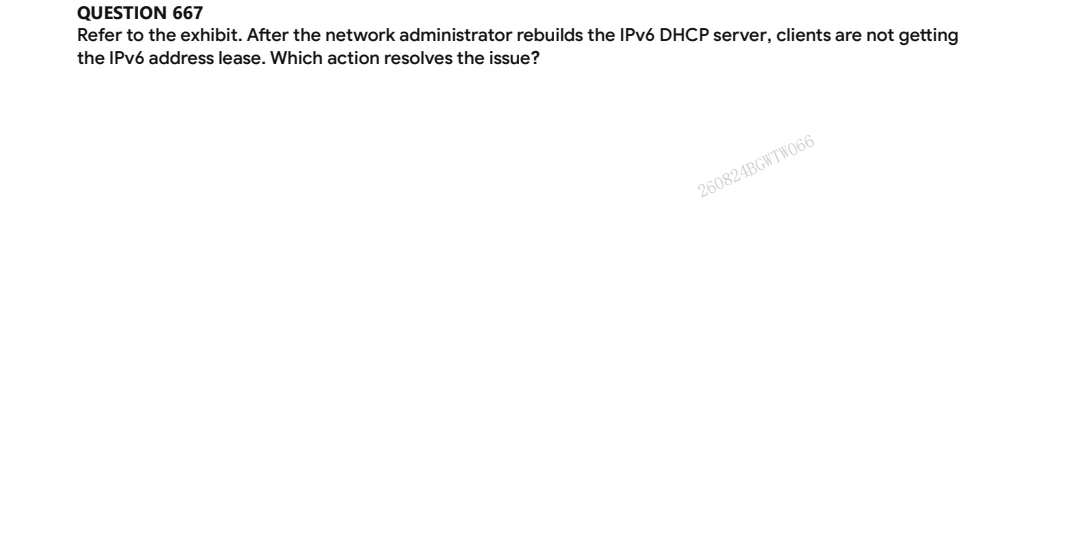 QUESTION 667
Refer to the exhibit. After the network administrator rebuilds the IPv6 DHCP server, clients are not getting
the IPv6 address lease. Which action resolves the issue?
260824BGWTW066